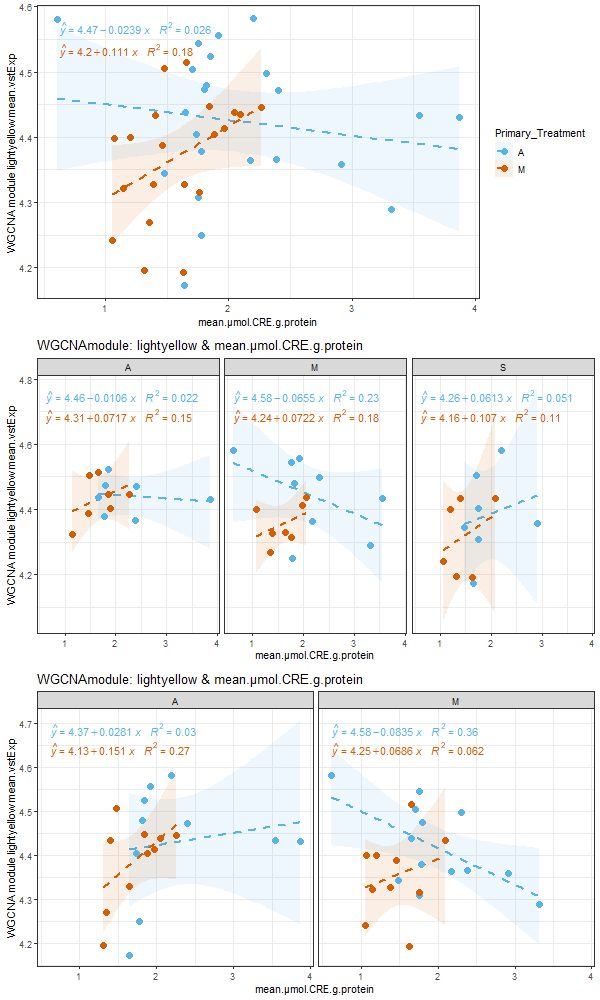 4.6
4.5
4.4
4.3
4.2
WGCNA module lightyellow mean.vstExp
ŷ = 4.47 − 0.0239 x R² = 0.026
ŷ = 4.2 + 0.111 x R² = 0.18
1 2 3 4
mean.µmol.CRE.g.protein
Primary_Treatment
A
M
WGCNAmodule: lightyellow & mean.µmol.CRE.g.protein
A M S
4.8
4.6
4.4
4.2
WGCNA module lightyellow mean.vstExp
ŷ = 4.46 − 0.0106 x R² = 0.022
ŷ = 4.31 + 0.0717 x R² = 0.15
ŷ = 4.58 − 0.0655 x R² = 0.23
ŷ = 4.24 + 0.0722 x R² = 0.18
ŷ = 4.26 + 0.0613 x R² = 0.051
ŷ = 4.16 + 0.107 x R² = 0.11
1 2 3 4 1 2 3 4 1 2 3 4
mean.µmol.CRE.g.protein
WGCNAmodule: lightyellow & mean.µmol.CRE.g.protein
A M
4.7
4.6
4.5
4.4
4.3
4.2
WGCNA module lightyellow mean.vstExp
ŷ = 4.37 + 0.0281 x R² = 0.03
ŷ = 4.13 + 0.151 x R² = 0.27
ŷ = 4.58 − 0.0835 x R² = 0.36
ŷ = 4.25 + 0.0686 x R² = 0.062
1 2 3 4 1 2 3 4
mean.µmol.CRE.g.protein